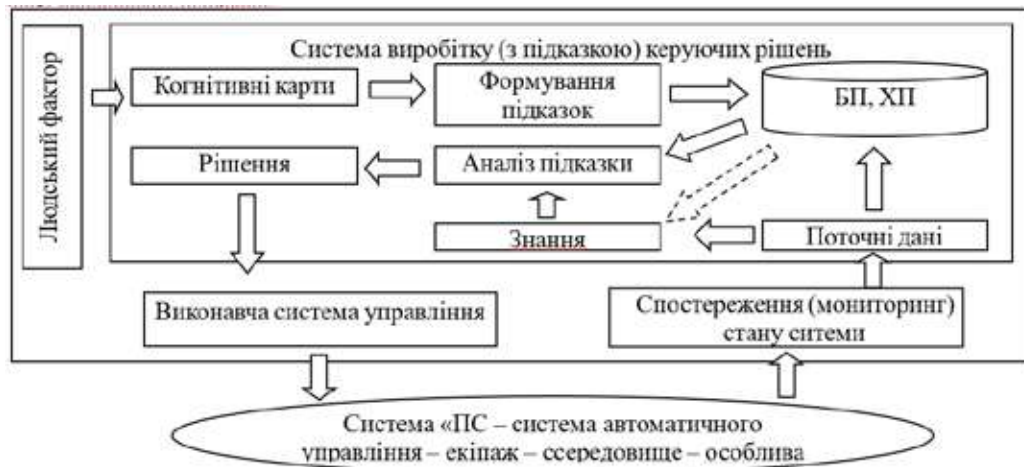 Людський фактор
Система виробітку (з підказкою) керуючих рішень
Когнитивні карти
Формування
підказок
БП, ХП
Рішення
Аналіз підказки
Знання
Поточні дані
Виконавча система управління
Спостереження (мониторинг)
стану ситеми
Система «ПС – система автоматичного
управління – екіпаж – ссередовище – особлива